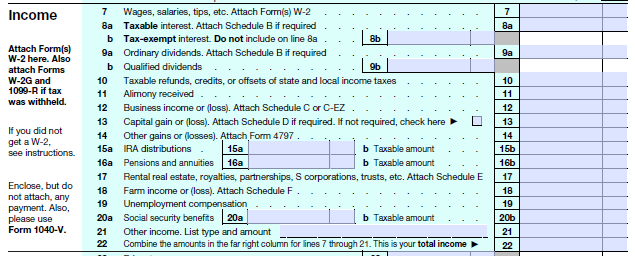 Income
Attach Form(s)
W-2 here. Also
attach Forms
W-2G and
1099-R if tax
was withheld.
If you did not
get a W-2,
see instructions.
Enclose, but do
not attach, any
payment. Also,
please use
Form 1040-V.
7 Wages, salaries, tips, etc. Attach Form(s) W-2 . . . . . . . . . . . . 7
8a Taxable interest. Attach Schedule B if required . . . . . . . . . . . . 8a
b Tax-exempt interest. Do not include on line 8a . . . 8b
9a Ordinary dividends. Attach Schedule B if required . . . . . . . . . . . 9a
b Qualified dividends . . . . . . . . . . . 9b
10 Taxable refunds, credits, or offsets of state and local income taxes . . . . . . 10
11 Alimony received . . . . . . . . . . . . . . . . . . . . . 11
12 Business income or (loss). Attach Schedule C or C-EZ . . . . . . . . . . 12
13 Capital gain or (loss). Attach Schedule D if required. If not required, check here ▶ ☐ 13
14 Other gains or (losses). Attach Form 4797 . . . . . . . . . . . . . . 14
15a IRA distributions . 15a b Taxable amount . . . 15b
16a Pensions and annuities 16a b Taxable amount . . . 16b
17 Rental real estate, royalties, partnerships, S corporations, trusts, etc. Attach Schedule E 17
18 Farm income or (loss). Attach Schedule F . . . . . . . . . . . . . . 18
19 Unemployment compensation . . . . . . . . . . . . . . . . . 19
20a Social security benefits 20a b Taxable amount . . . 20b
21 Other income. List type and amount 21
22 Combine the amounts in the far right column for lines 7 through 21. This is your total income ▶ 22